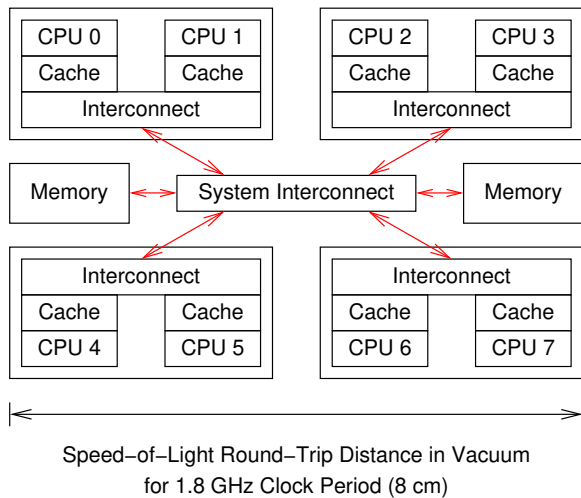 CPU 0 CPU 1 CPU 2 CPU 3
Cache Cache Cache Cache
Interconnect Interconnect
Memory System Interconnect Memory
Interconnect Interconnect
Cache Cache Cache Cache
CPU 4 CPU 5 CPU 6 CPU 7
Speed−of−Light Round−Trip Distance in Vacuum
for 1.8 GHz Clock Period (8 cm)